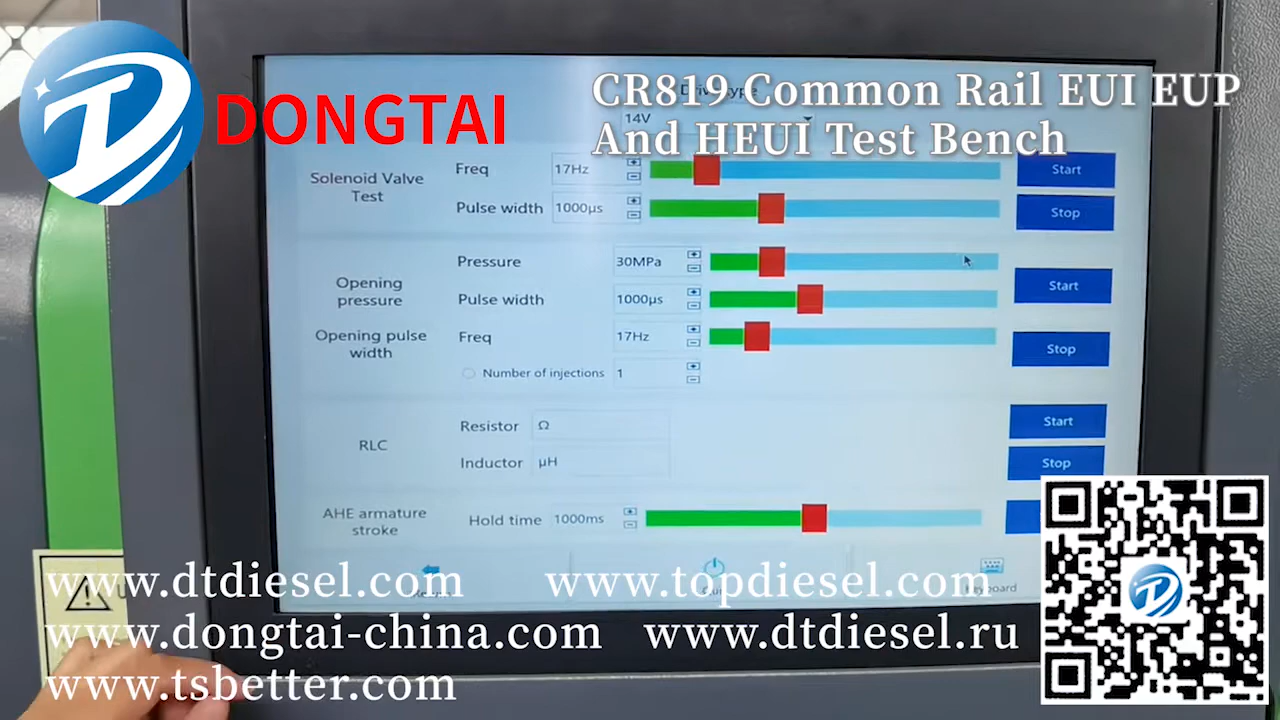 DONGTAI
CR819 Common Rail EUI EUP
And HEUI Test Bench
14V
Solenoid Valve
Test
Freq
17Hz
Start
Pulse width
1000µs
Stop
Opening
pressure
Pressure
30MPa
Pulse width
1000µs
Start
Opening pulse
width
Freq
17Hz
Stop
Number of injections
1
RLC
Resistor
Ω
Start
Inductor
µH
Stop
AHE armature
stroke
Hold time
1000ms
www.dtdiesel.com
www.topdiesel.com
www.dongtai-china.com
www.dtdiesel.ru
www.tsbetter.com